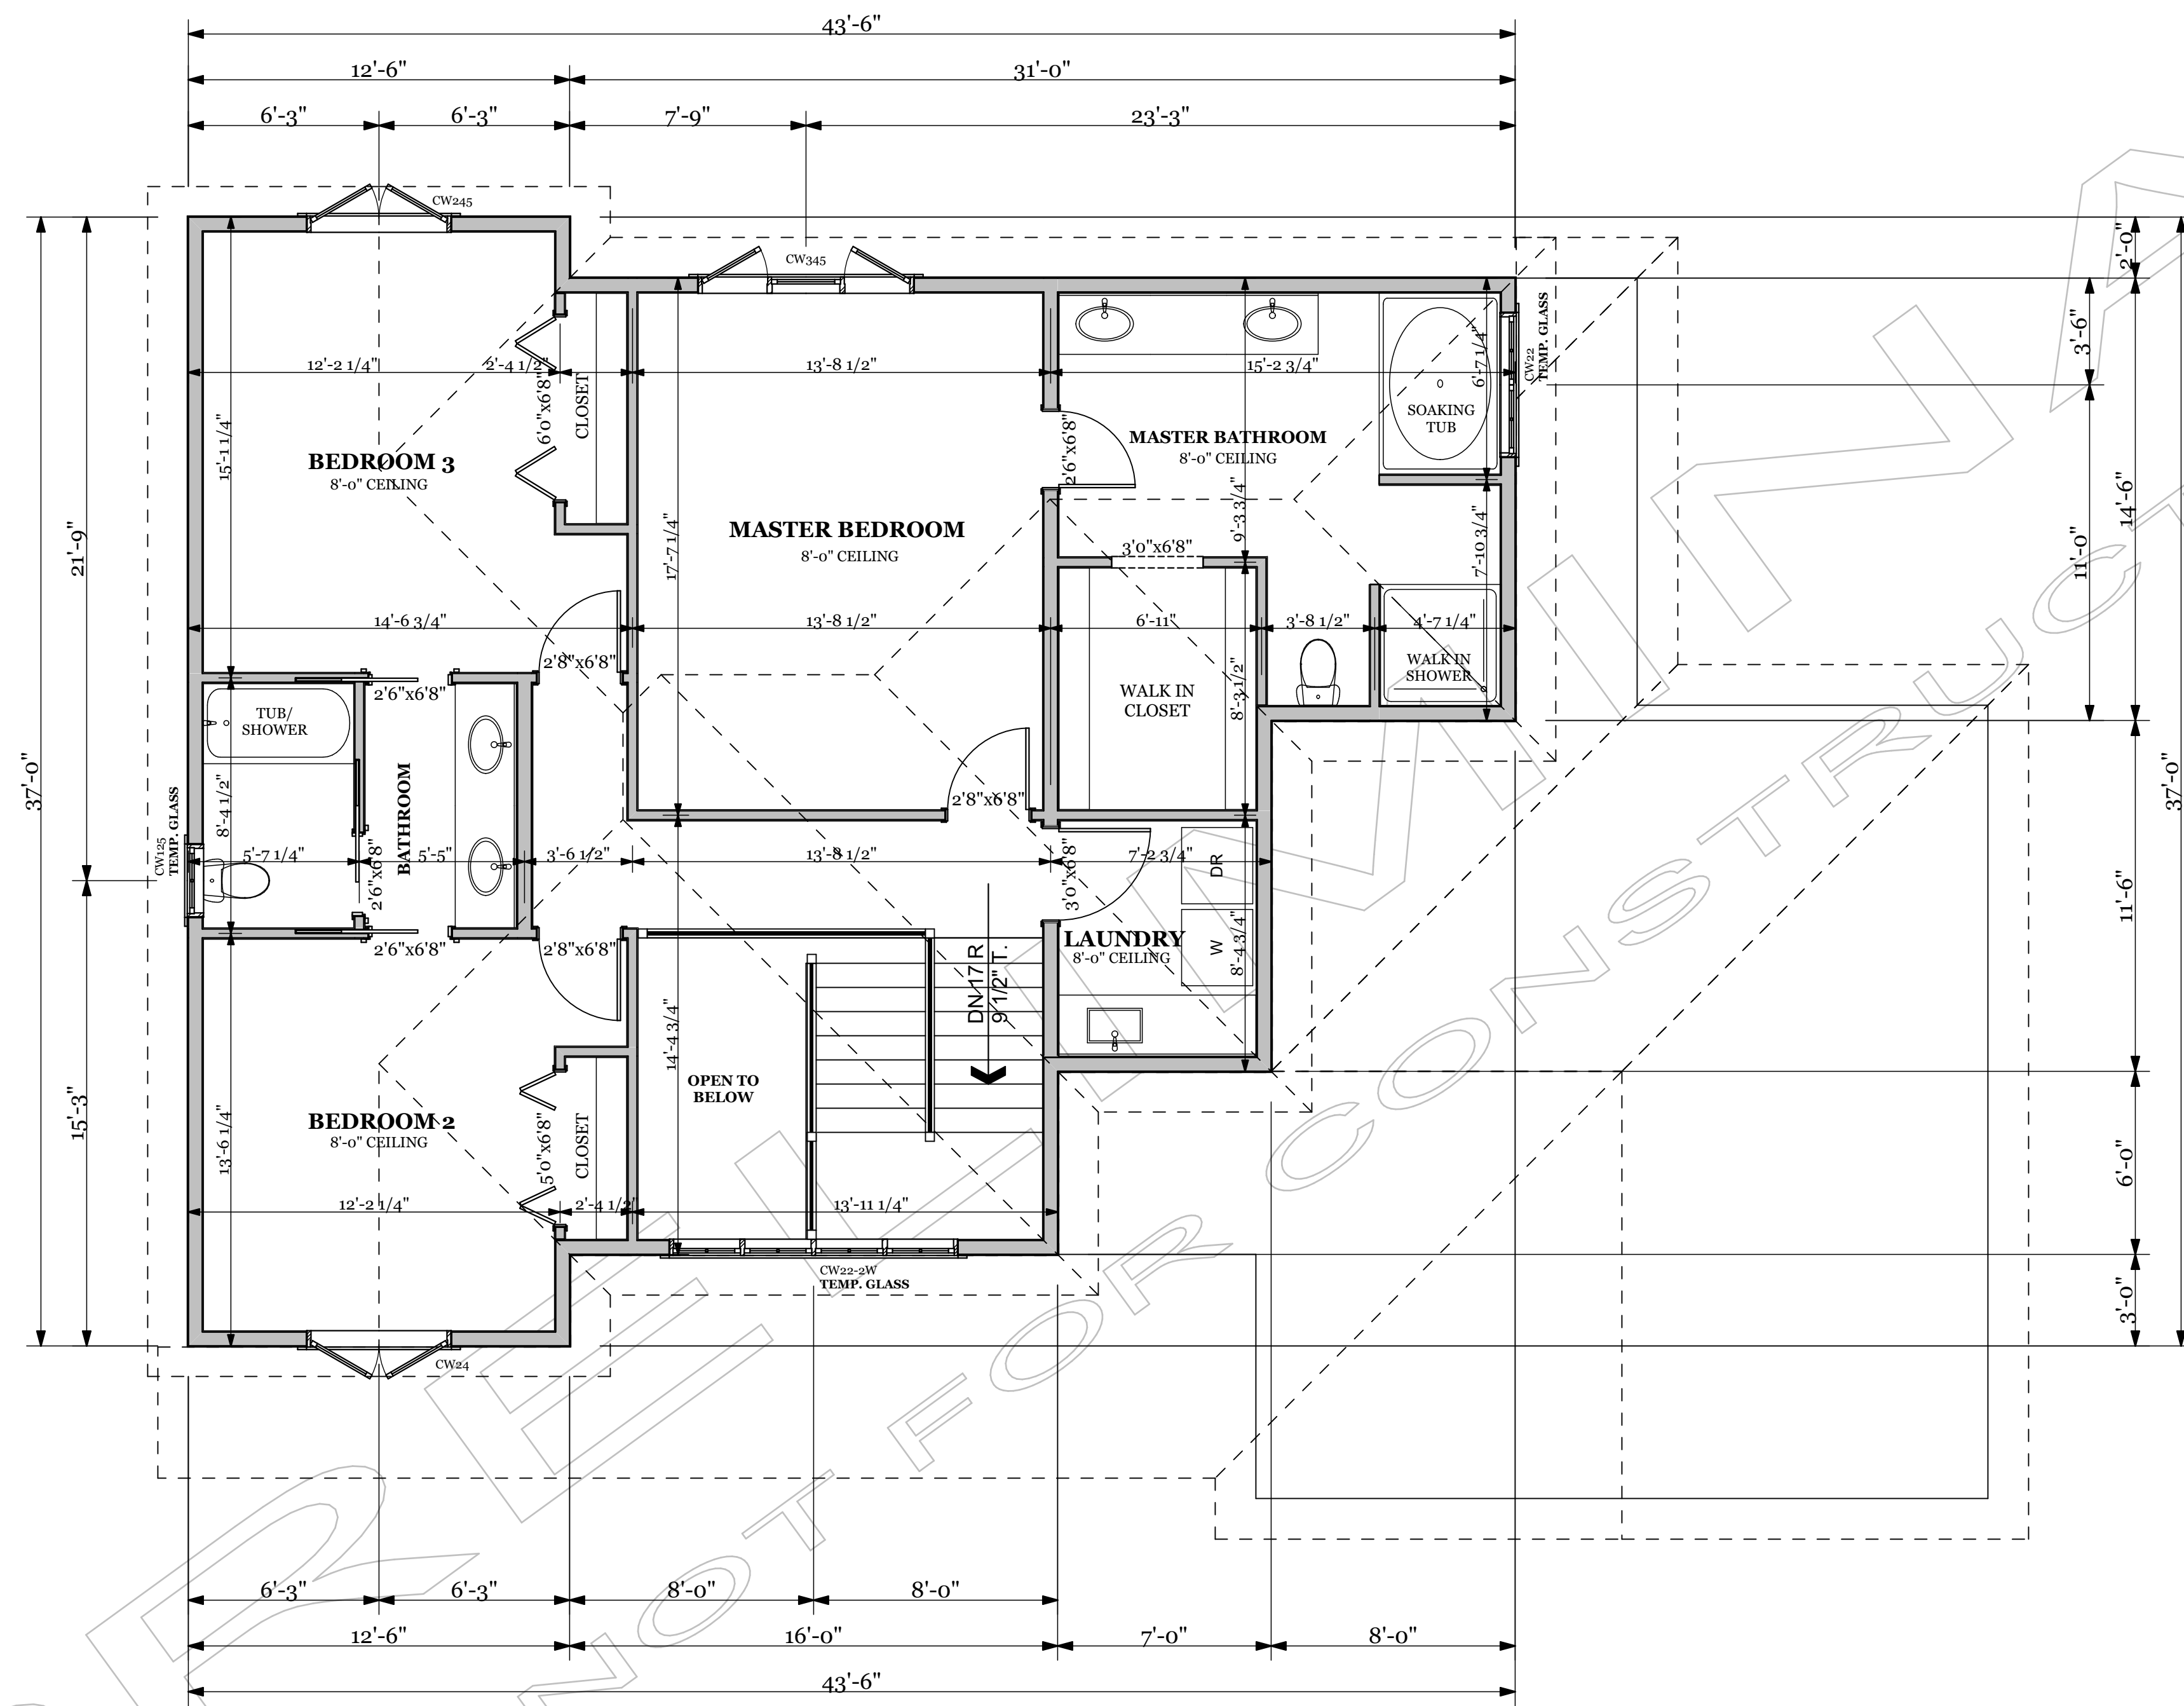 43'-6"
12'-6" 31'-0"
6'-3" 6'-3" 7'-9" 23'-3"
CW245
CW345
2'-0"
3'-6"
CW22
TEMP. GLASS
12'-2 1/4" 2'-4 1/2" 13'-8 1/2" 15'-2 3/4"
6'-7 1/4"
6'0"x6'8"
CLOSET
SOAKING
TUB
MASTER BATHROOM
8'-0" CEILING
2'6"x6'8"
15'-1 1/4"
BEDROOM 3
8'-0" CEILING
21'-9"
17'-7 1/4"
MASTER BEDROOM
8'-0" CEILING
9'-3 3/4"
3'0"x6'8"
7'-10 3/4"
11'-0"
14'-6"
14'-6 3/4" 13'-8 1/2" 6'-11" 3'-8 1/2" 4'-7 1/4"
2'8"x6'8"
WALK IN
SHOWER
2'6"x6'8"
WALK IN
CLOSET
8'-3 1/2"
TUB/
SHOWER
37'-0"
37'-0"
CW125
TEMP. GLASS
8'-4 1/2"
BATHROOM
2'8"x6'8"
5'-7 1/4" 5'-5" 3'-6 1/2" 13'-8 1/2" 7'-2 3/4"
2'6"x6'8"
3'0"x6'8"
DR
11'-6"
2'6"x6'8" 2'8"x6'8"
DN 17 R
9 1/2" T.
LAUNDRY
8'-0" CEILING
W
8'-4 3/4"
14'-4 3/4"
OPEN TO
BELOW
15'-3"
13'-6 1/4"
BEDROOM 2
8'-0" CEILING
5'0"x6'8"
CLOSET
6'-0"
12'-2 1/4" 2'-4 1/2" 13'-11 1/4"
CW22-2W
TEMP. GLASS
3'-0"
CW24
6'-3" 6'-3" 8'-0" 8'-0"
12'-6" 16'-0" 7'-0" 8'-0"
43'-6"
NOT FOR CONSTRUCT